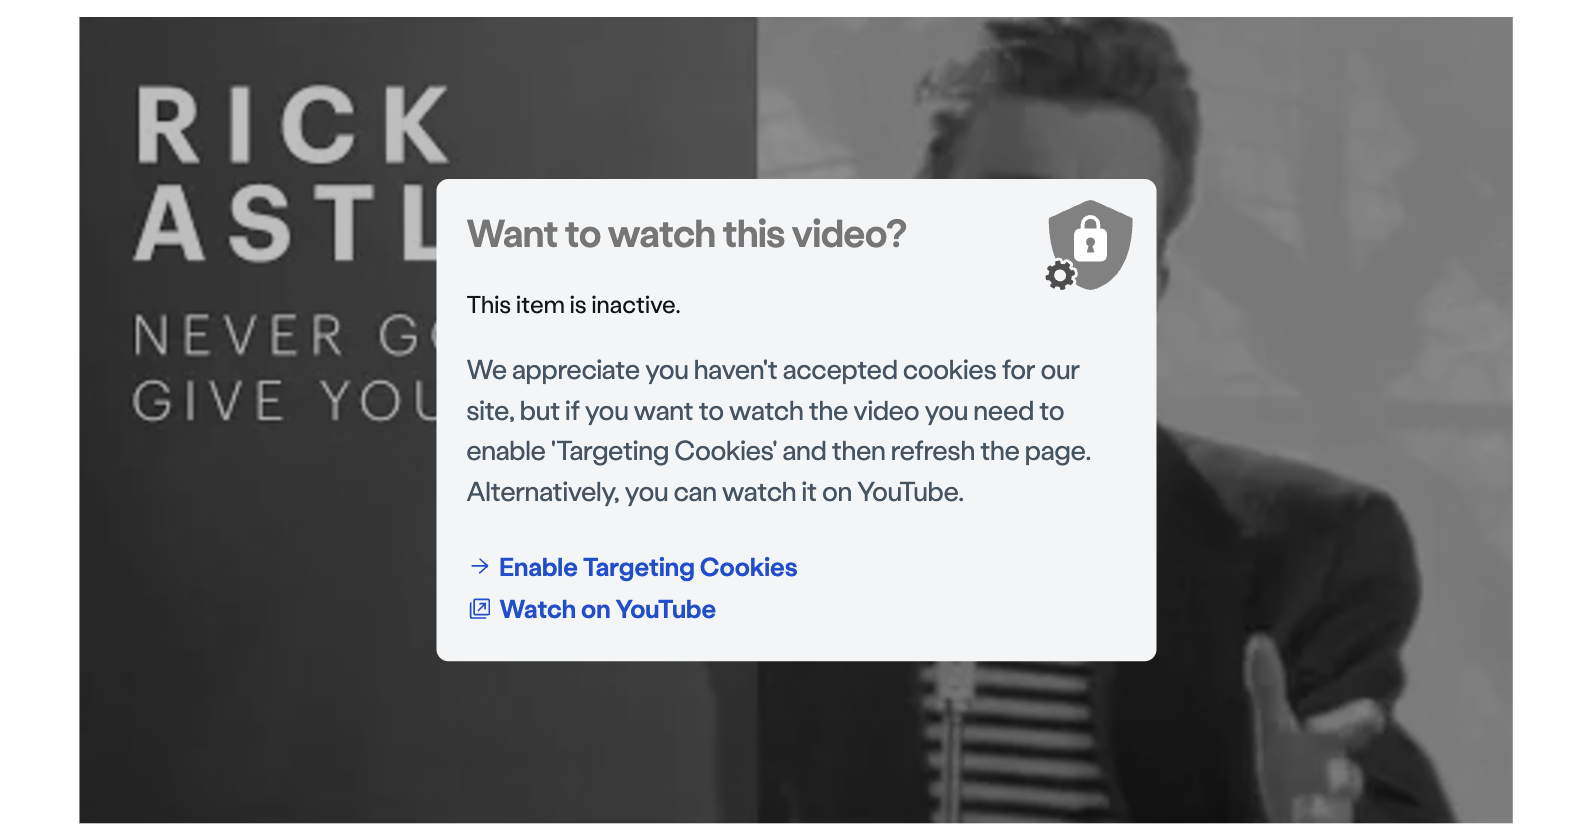 RICK
ASTL
NEVER GO
GIVE YOU
Want to watch this video?
This item is inactive.
We appreciate you haven't accepted cookies for our
site, but if you want to watch the video you need to
enable 'Targeting Cookies' and then refresh the page.
Alternatively, you can watch it on YouTube.
Enable Targeting Cookies
Watch on YouTube